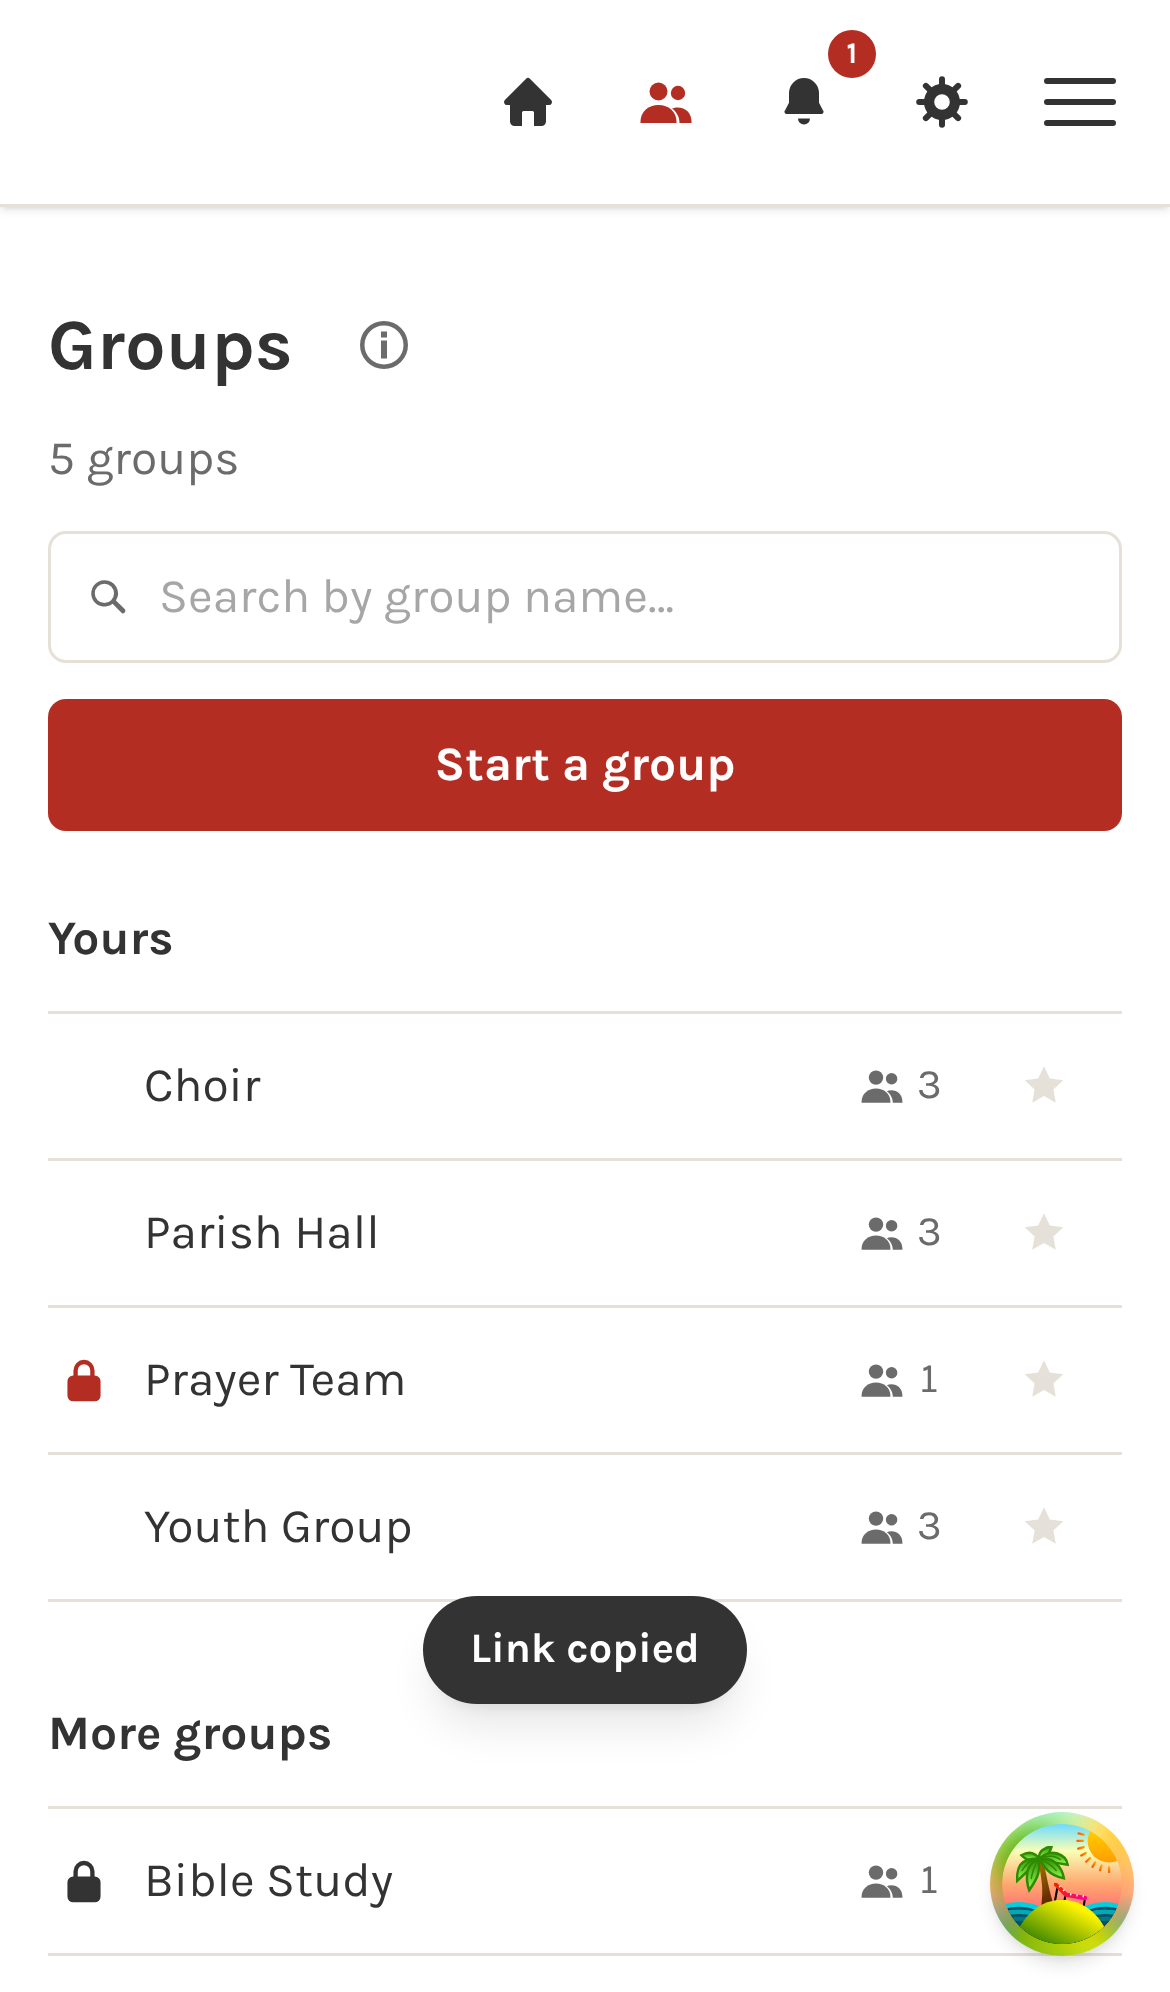 1
Groups
5 groups
Search by group name...
Start a group
Yours
Choir 3
Parish Hall 3
Prayer Team 1
Youth Group 3
Link copied
More groups
Bible Study 1